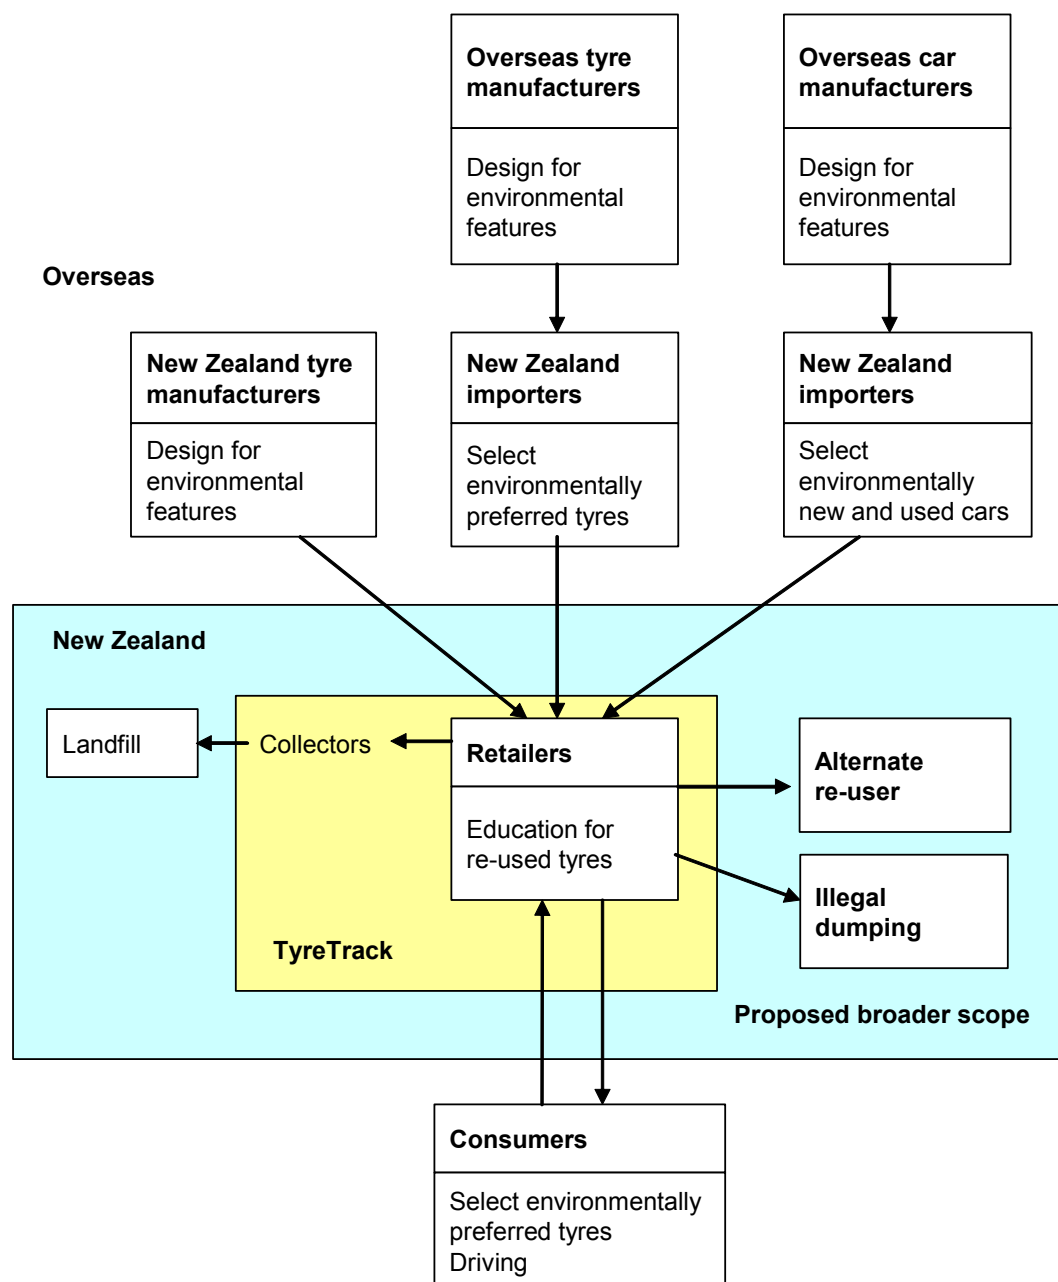 Overseas tyre
manufacturers
Design for
environmental
features
Overseas car
manufacturers
Design for
environmental
features
Overseas
New Zealand tyre
manufacturers
Design for
environmental
features
New Zealand
importers
Select
environmentally
preferred tyres
New Zealand
importers
Select
environmentally
new and used cars
New Zealand
Landfill
Collectors
Retailers
Education for
re-used tyres
TyreTrack
Alternate
re-user
Illegal
dumping
Proposed broader scope
Consumers
Select environmentally
preferred tyres
Driving